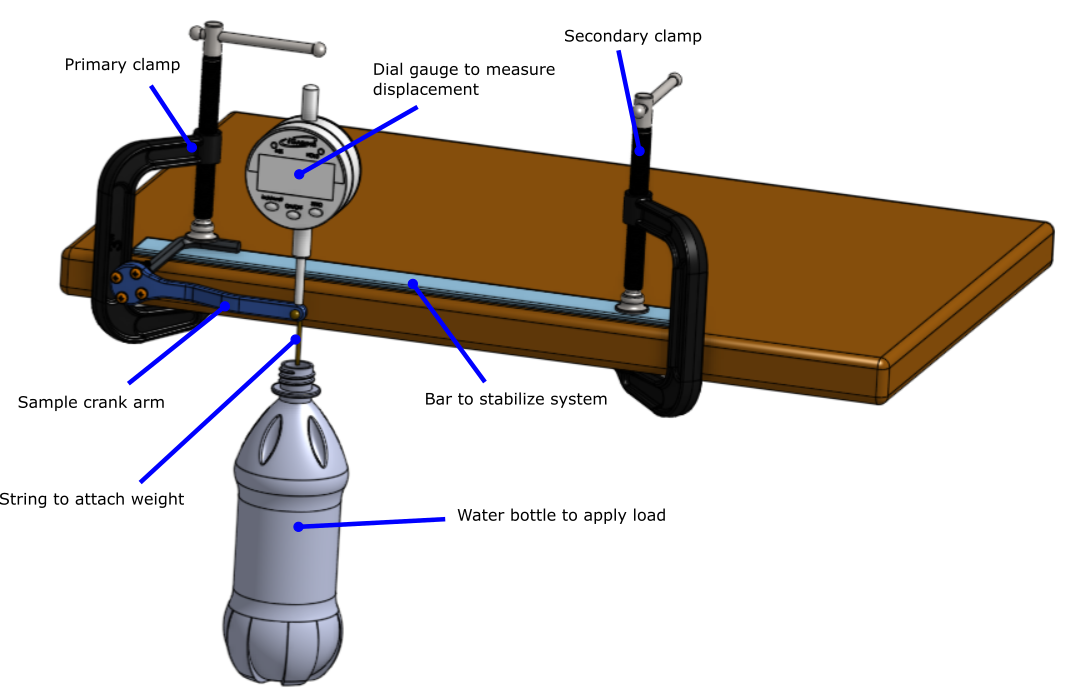 Secondary clamp
Primary clamp
Dial gauge to measure
displacement
Sample crank arm
Bar to stabilize system
String to attach weight
Water bottle to apply load